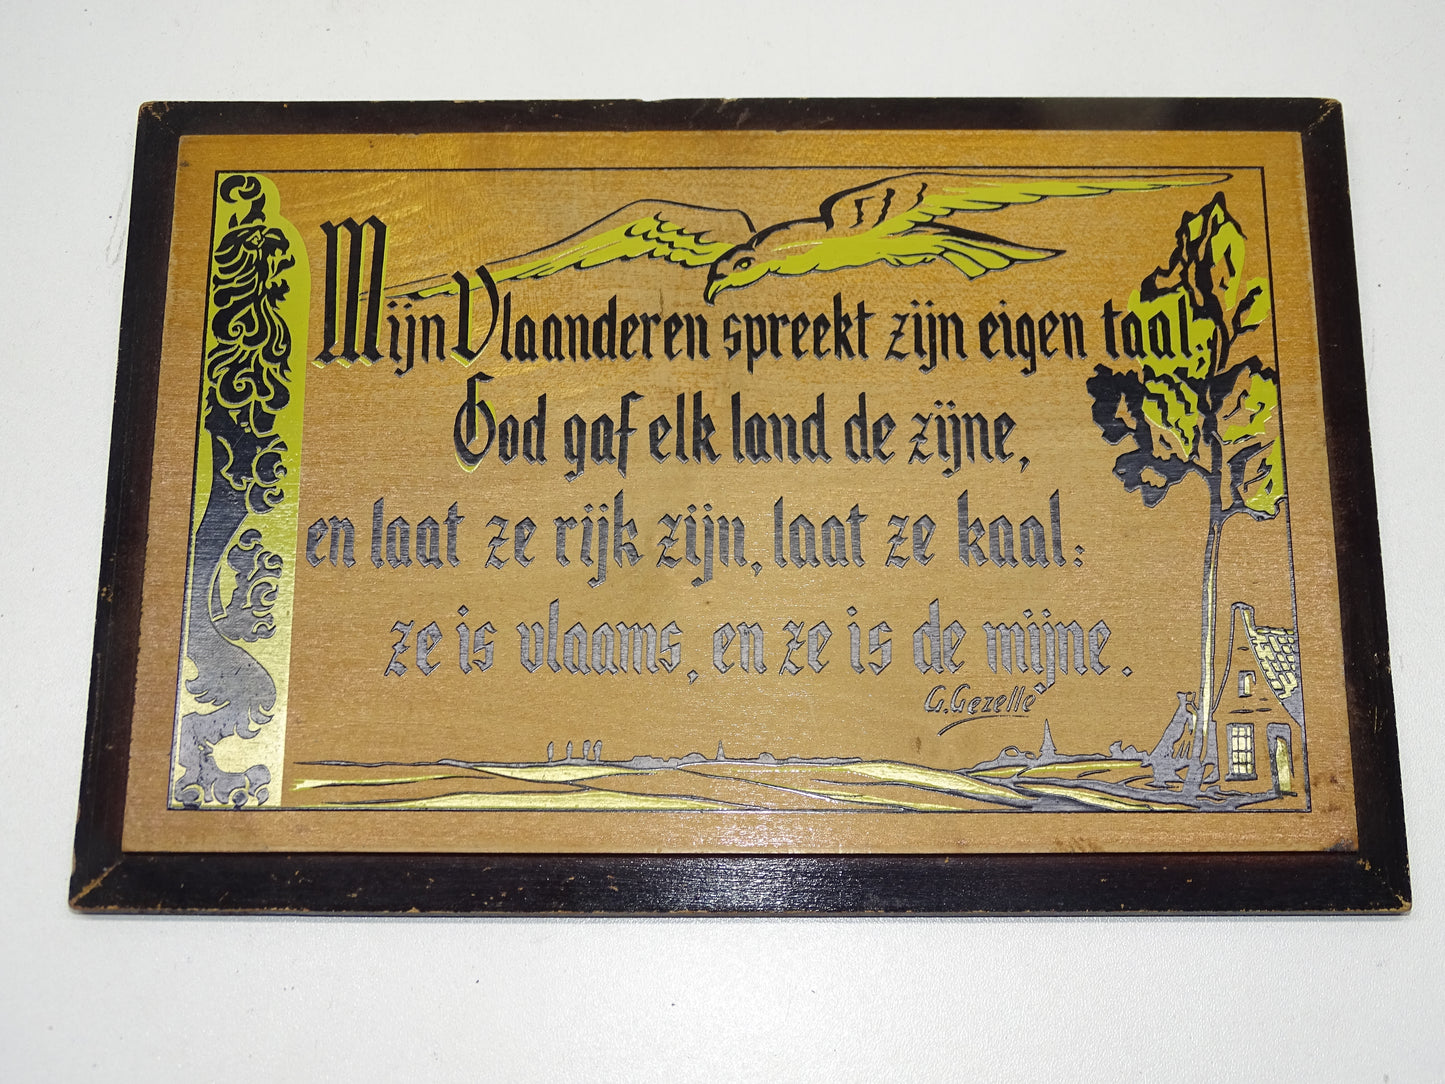 Mijn Vlaanderen spreekt zijn eigen taal,
God gaf elk land de zijne,
en laat ze rijk zijn, laat ze kaal:
ze is vlaams, en ze is de mijne.
G. Gezelle